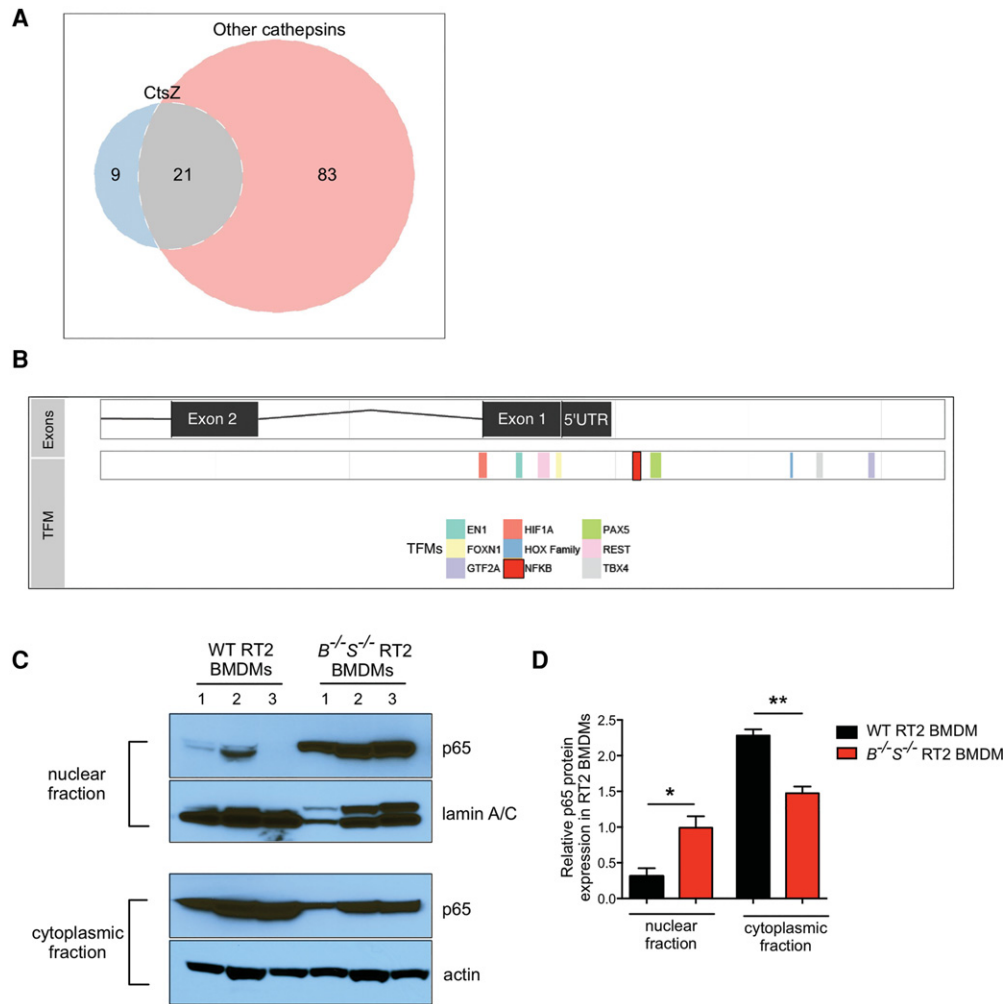 A
Other cathepsins
CtsZ
9
21
83
B
Exons
Exon 2
Exon 1
5'UTR
TFM
TFMs
EN1
HIF1A
PAX5
FOXN1
HOX Family
REST
GTF2A
NFKB
TBX4
C
WT RT2
BMDMs
B-/-S-/- RT2
BMDMs
1 2 3 1 2 3
nuclear
fraction
p65
lamin A/C
cytoplasmic
fraction
p65
actin
D
Relative p65 protein
expression in RT2 BMDMs
2.5
2.0
1.5
1.0
0.5
0.0
*
**
nuclear
fraction
cytoplasmic
fraction
WT RT2 BMDM
B-/-S-/- RT2 BMDM